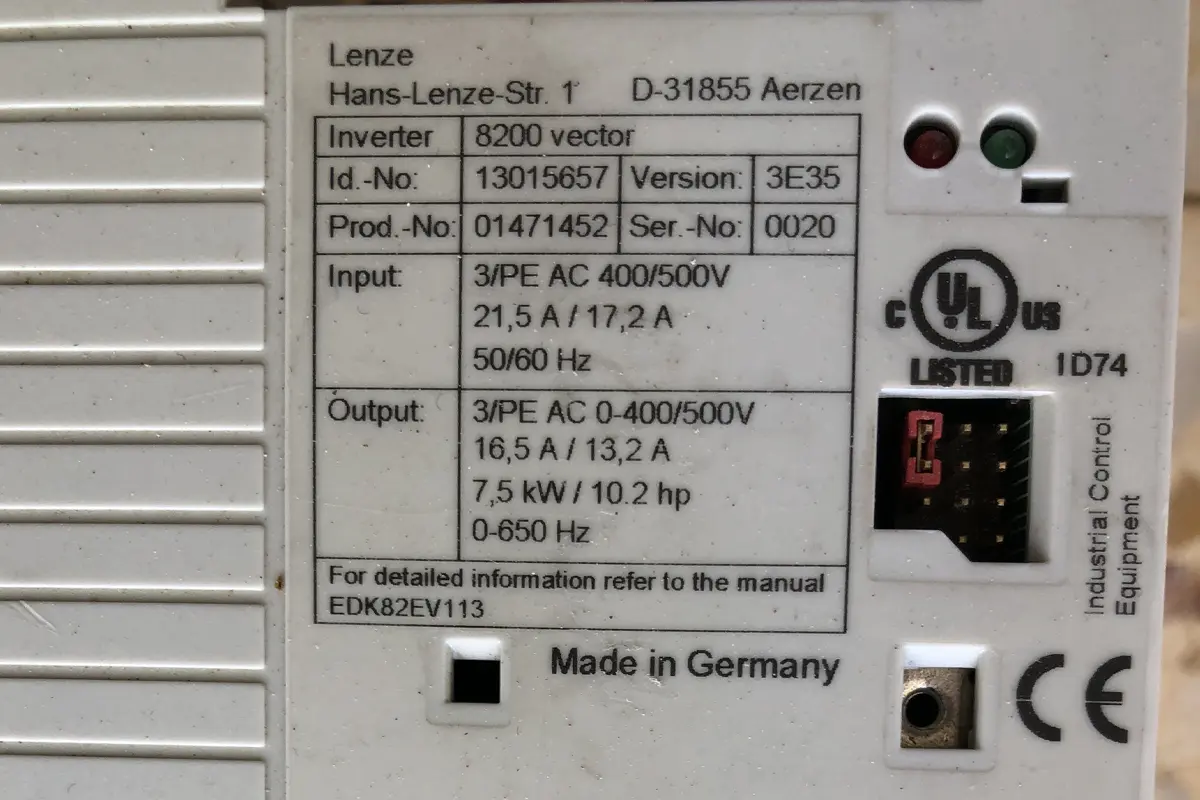 Lenze
Hans-Lenze-Str. 1 D-31855 Aerzen
Inverter 8200 vector
Id.-No: 13015657 Version: 3E35
Prod.-No: 01471452 Ser.-No: 0020
Input: 3/PE AC 400/500V
21,5 A / 17,2 A
50/60 Hz
Output: 3/PE AC 0-400/500V
16,5 A / 13,2 A
7,5 kW / 10.2 hp
0-650 Hz
For detailed information refer to the manual
EDK82EV113
Made in Germany
C UL US
LISTED 1D74
Industrial Control
Equipment
CE